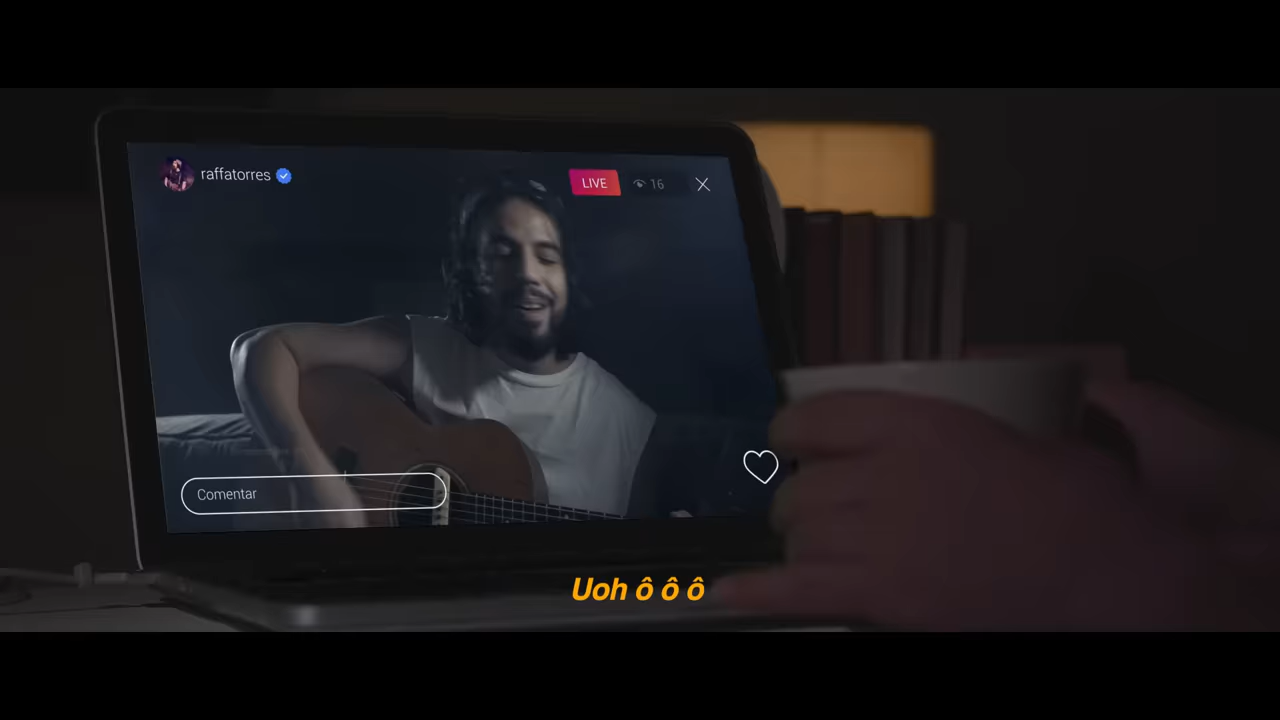 raffatorres
LIVE
16
Comentar
Uoh ô ô ô